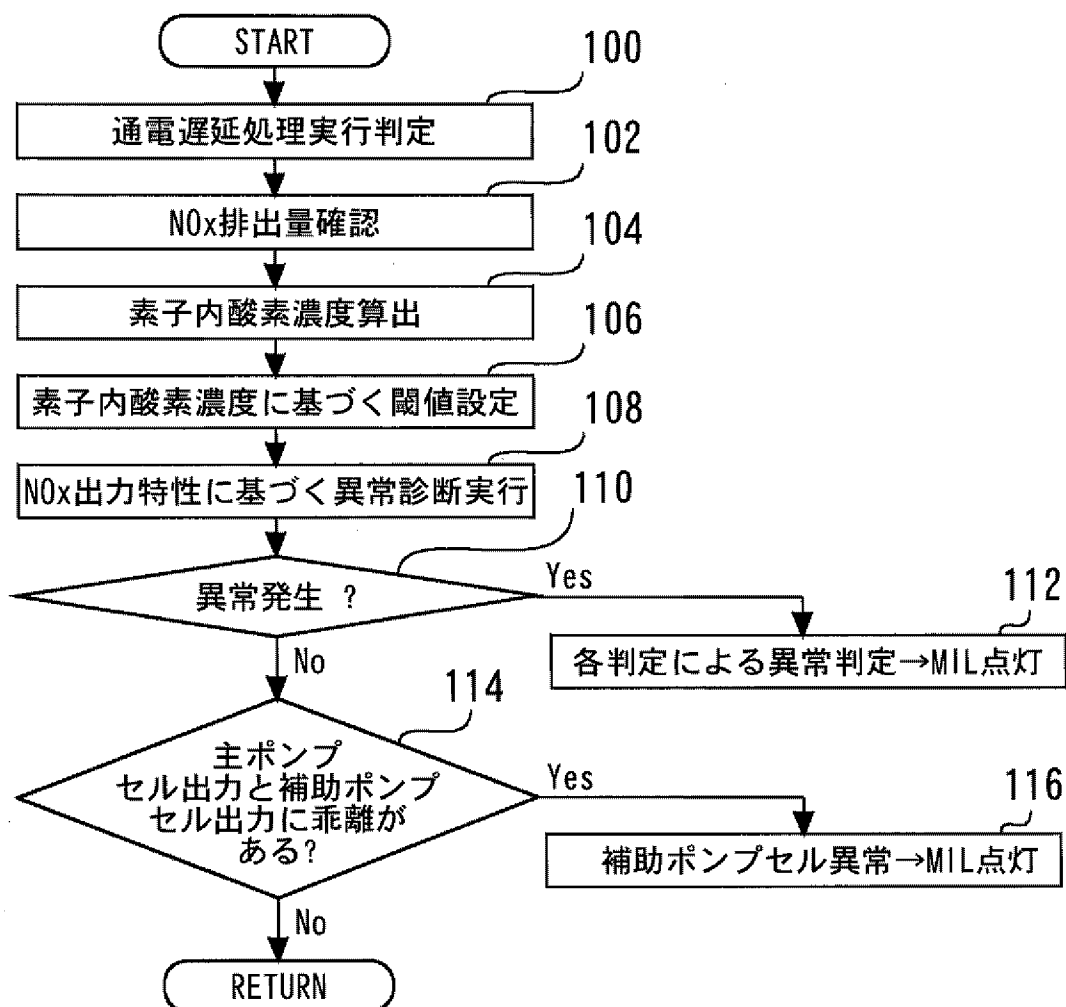 START
100
通電遅延処理実行判定
102
NOx排出量確認
104
素子内酸素濃度算出
106
素子内酸素濃度に基づく閾値設定
108
NOx出力特性に基づく異常診断実行
110
異常発生 ?
Yes
112
各判定による異常判定→MIL点灯
No
114
主ポンプ
セル出力と補助ポンプ
セル出力に乖離が
ある?
Yes
116
補助ポンプセル異常→MIL点灯
No
RETURN